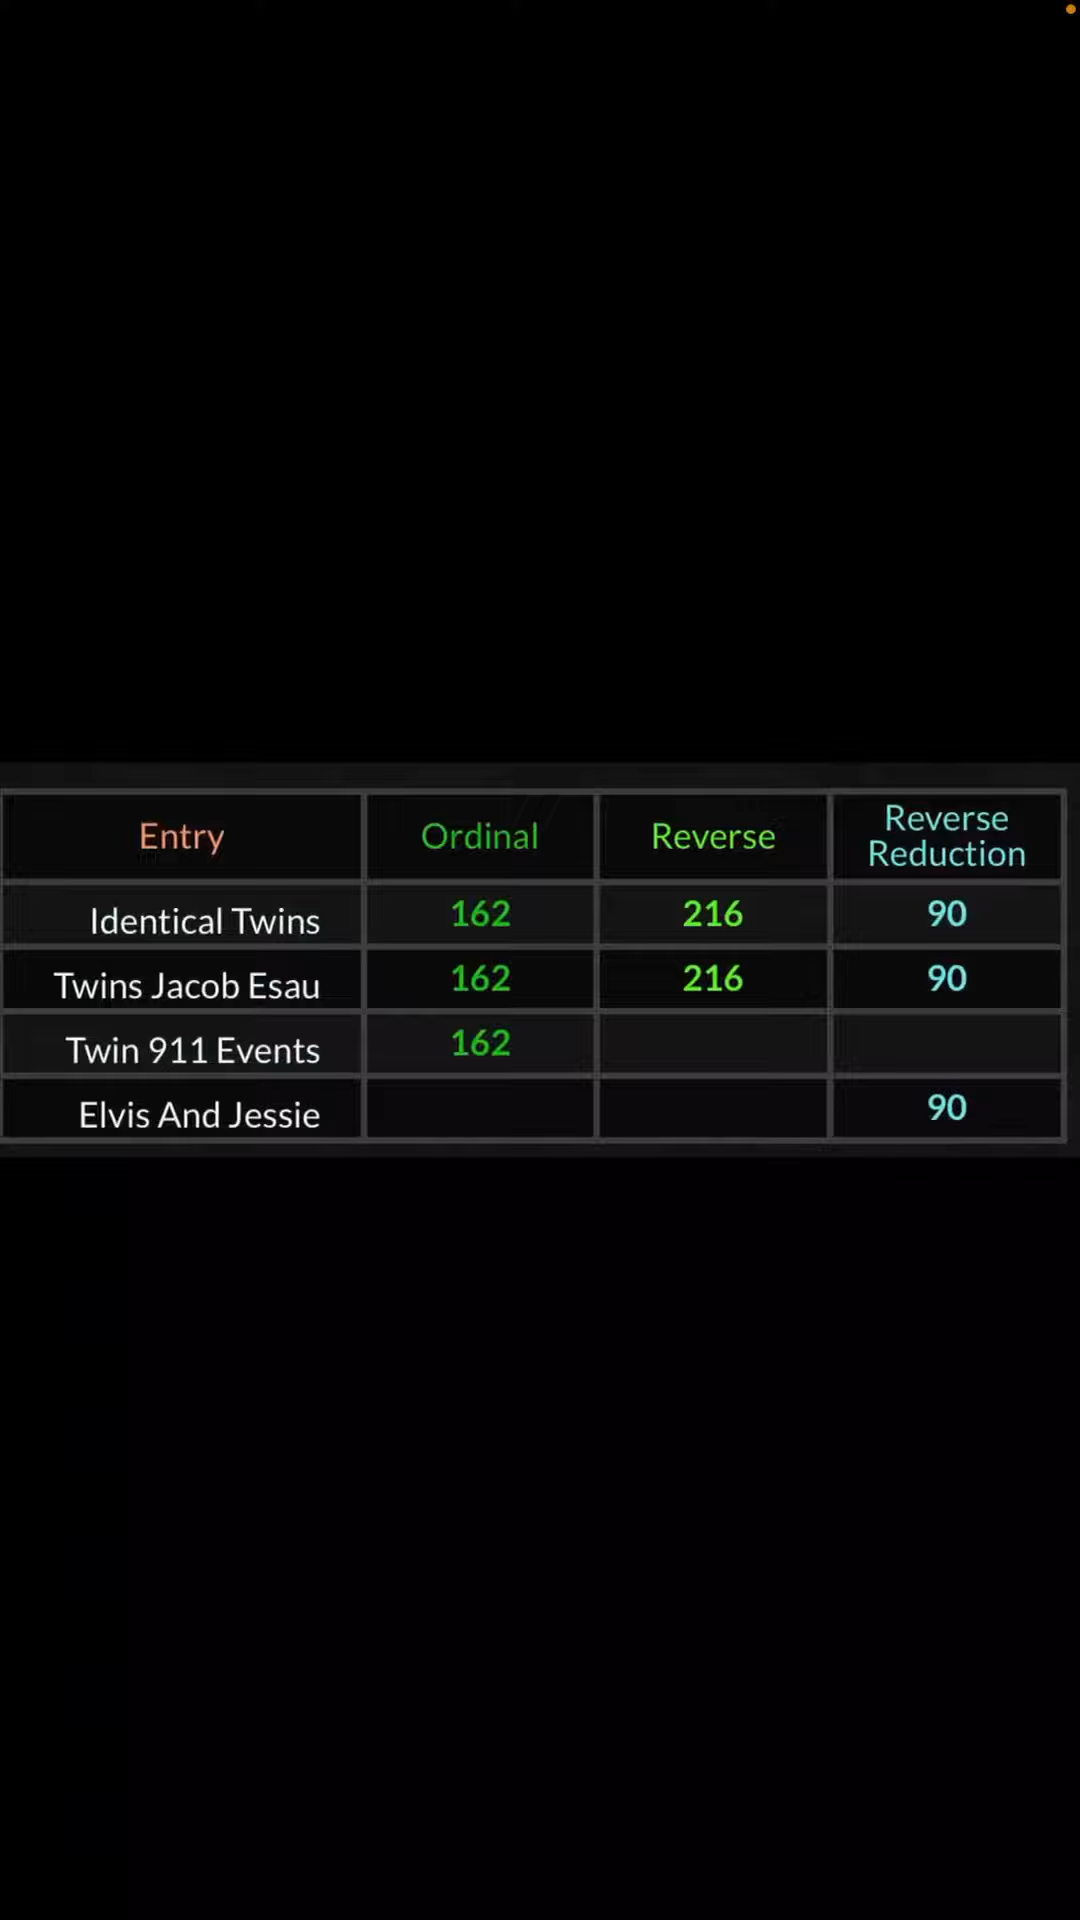 Entry Ordinal Reverse Reverse Reduction
Identical Twins 162 216 90
Twins Jacob Esau 162 216 90
Twin 911 Events 162
Elvis And Jessie 90